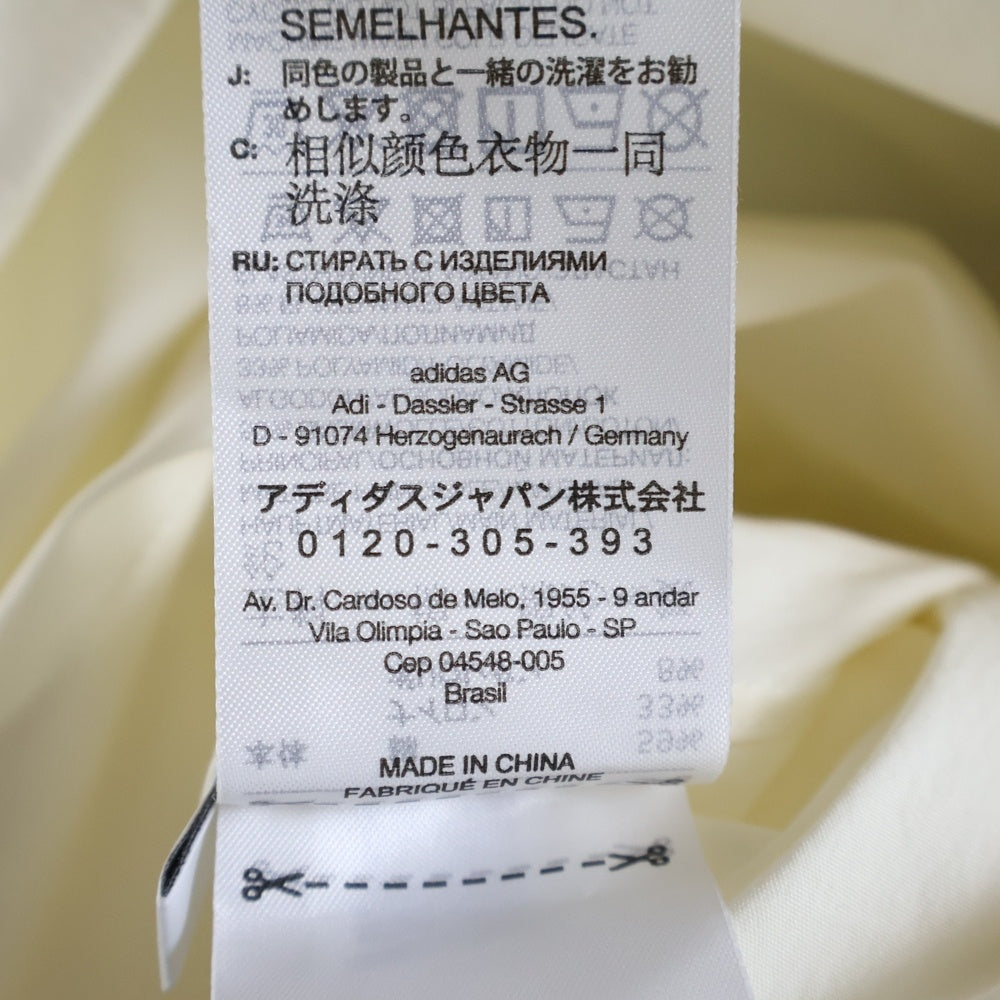 SEMELHANTES.
J: 同色の製品と一緒の洗濯をお勧
めします。
C: 相似颜色衣物一同
洗涤
RU: СТИРАТЬ С ИЗДЕЛИЯМИ
ПОДОБНОГО ЦВЕТА
adidas AG
Adi - Dassler - Strasse 1
D - 91074 Herzogenaurach / Germany
アディダスジャパン株式会社
0120-305-393
Av. Dr. Cardoso de Melo, 1955 - 9 andar
Vila Olimpia - Sao Paulo - SP
Cep 04548-005
Brasil
MADE IN CHINA
FABRIQUÉ EN CHINE